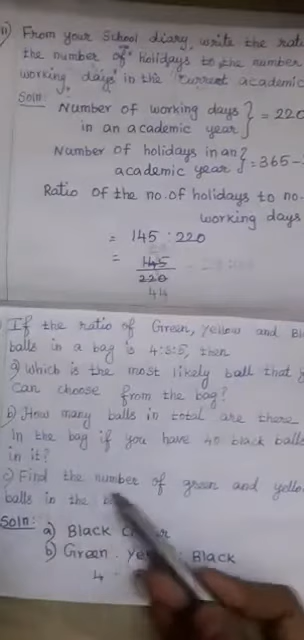 From your School diary, write the
the number of holidays to the number
working days in the current academic
Soln:
Number of working days } = 220
in an academic year
Number of holidays in an } = 365-
academic year
Ratio of the no. of holidays to no.
working days
= 145 : 220
= 145
220
44
If the ratio of Green, Yellow and
balls in a bag is 4:3:5, then
a) Which is the most likely ball that
can choose from the bag?
b) How many balls in total are there
In the bag if you have 40 black balls
in it?
c) Find the number of green and
balls in the
Soln:
a) Black
b) Green : Black
4